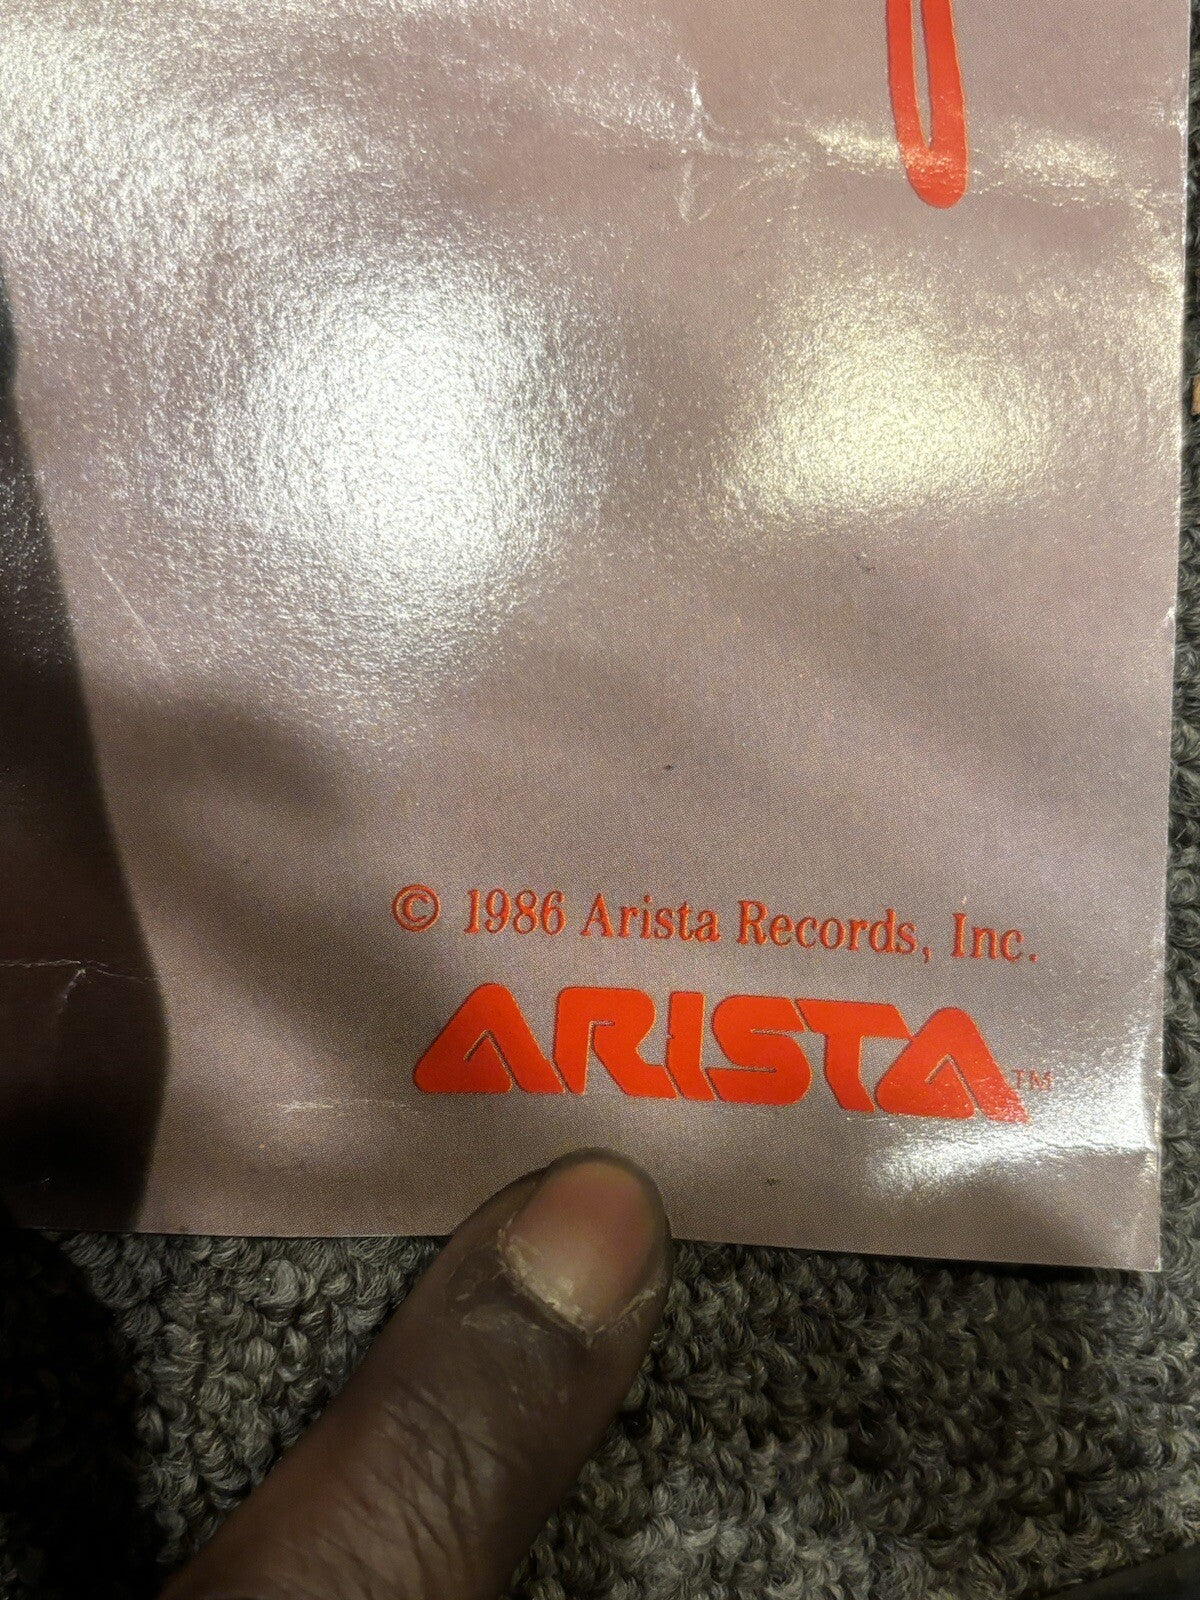 © 1986 Arista Records, Inc.
ARISTA™